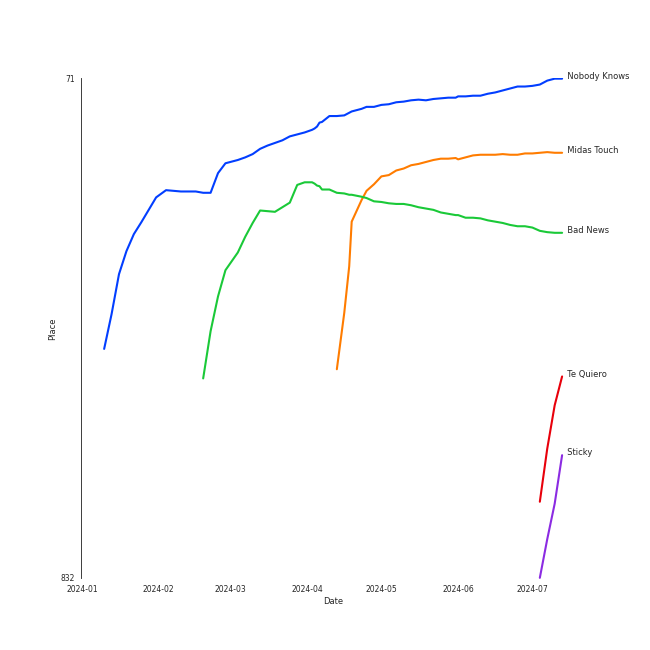 71
Nobody Knows
Midas Touch
Bad News
Place
Te Quiero
Sticky
832
2024-01 2024-02 2024-03 2024-04 2024-05 2024-06 2024-07
Date